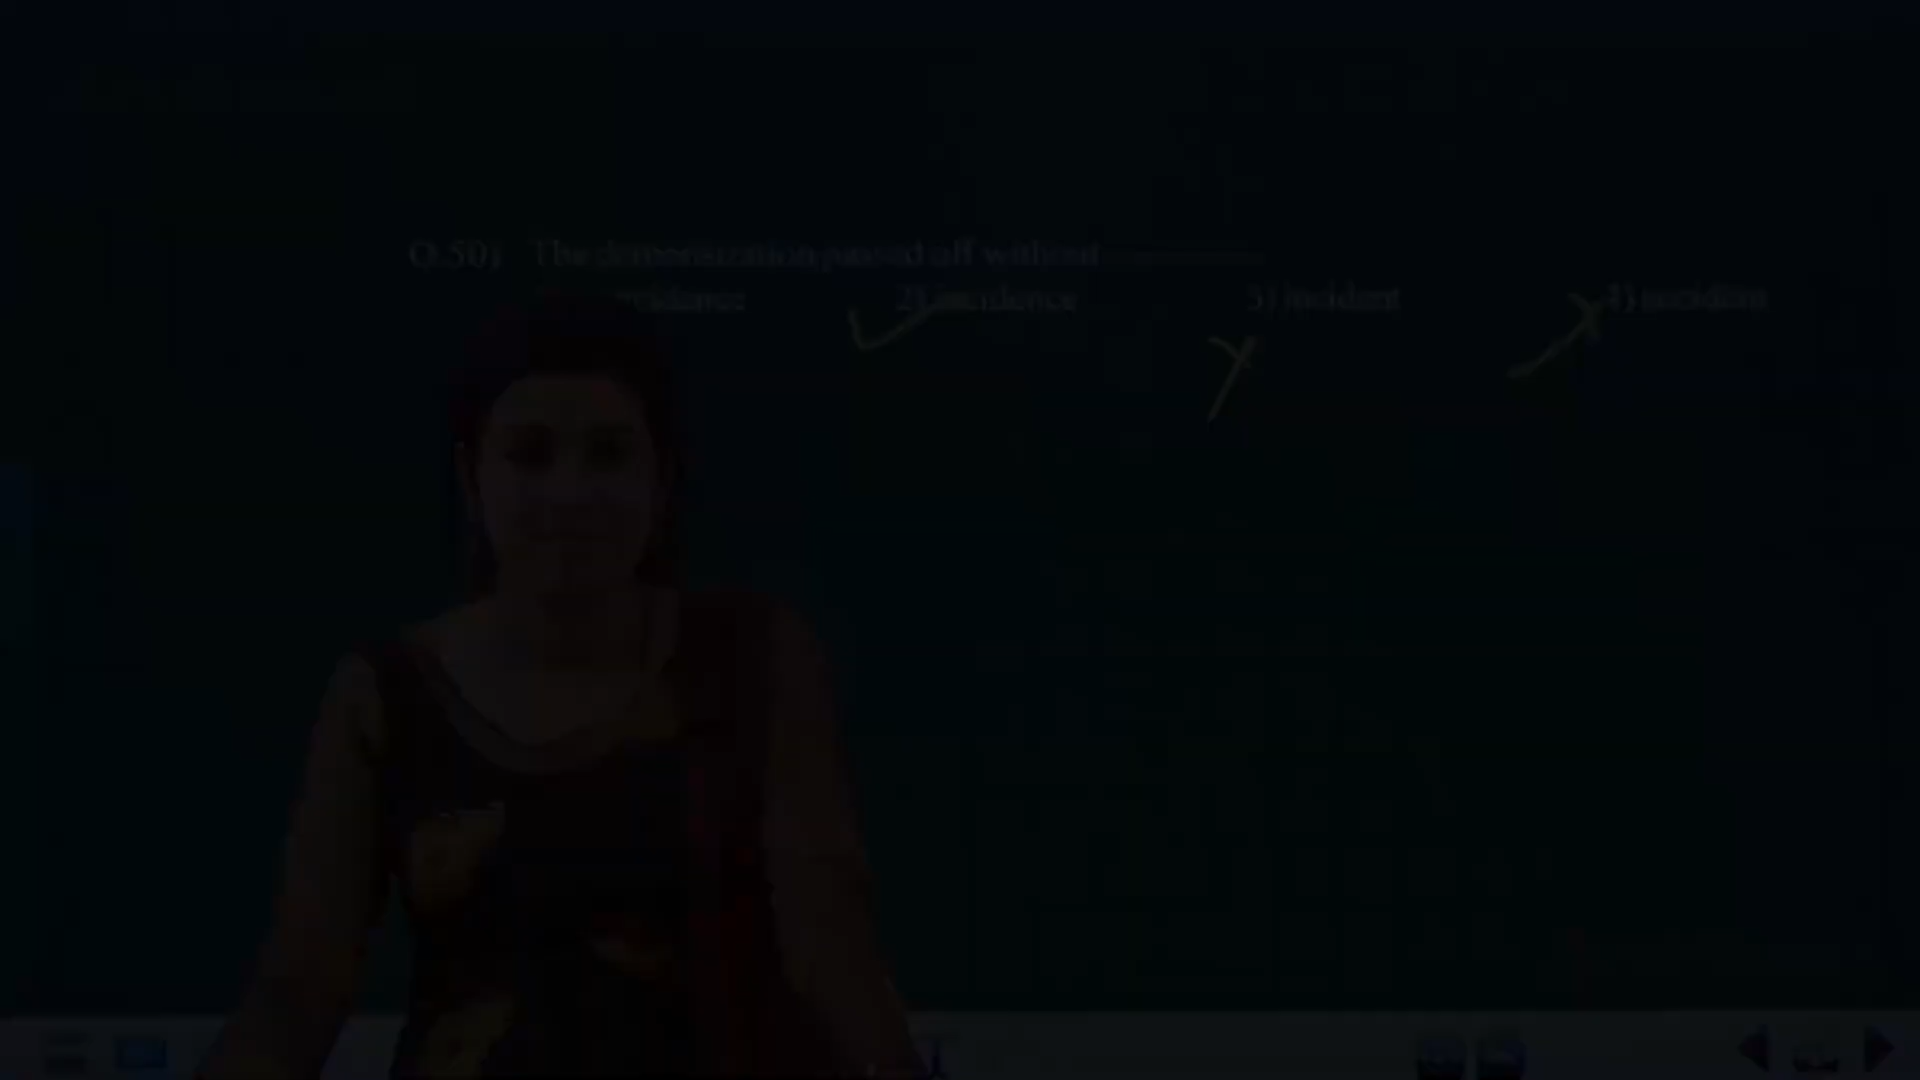 Q.50) The demonstration passed off without
2) incidence 3) incident 4) accident